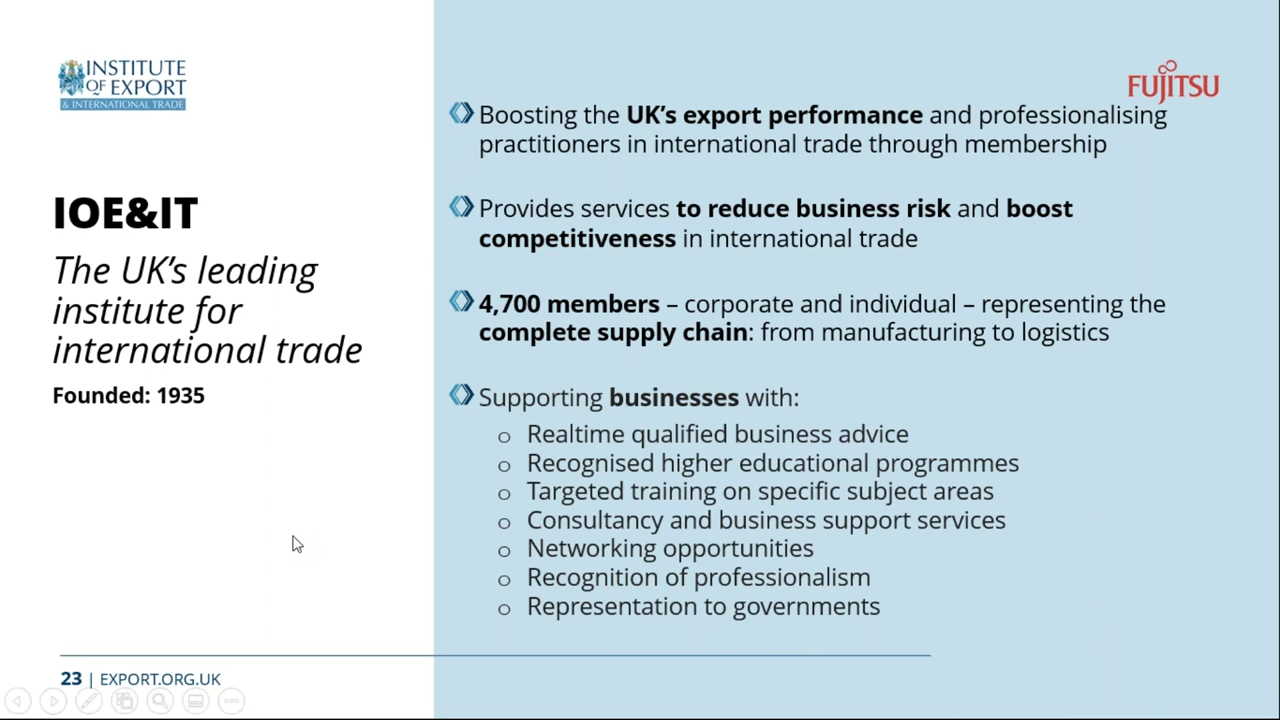 INSTITUTE
OF EXPORT
& INTERNATIONAL TRADE
IOE&IT
The UK's leading
institute for
international trade
Founded: 1935
FUJITSU
Boosting the UK's export performance and professionalising
practitioners in international trade through membership
Provides services to reduce business risk and boost
competitiveness in international trade
4,700 members – corporate and individual – representing the
complete supply chain: from manufacturing to logistics
Supporting businesses with:
o Realtime qualified business advice
o Recognised higher educational programmes
o Targeted training on specific subject areas
o Consultancy and business support services
o Networking opportunities
o Recognition of professionalism
o Representation to governments
23 | EXPORT.ORG.UK